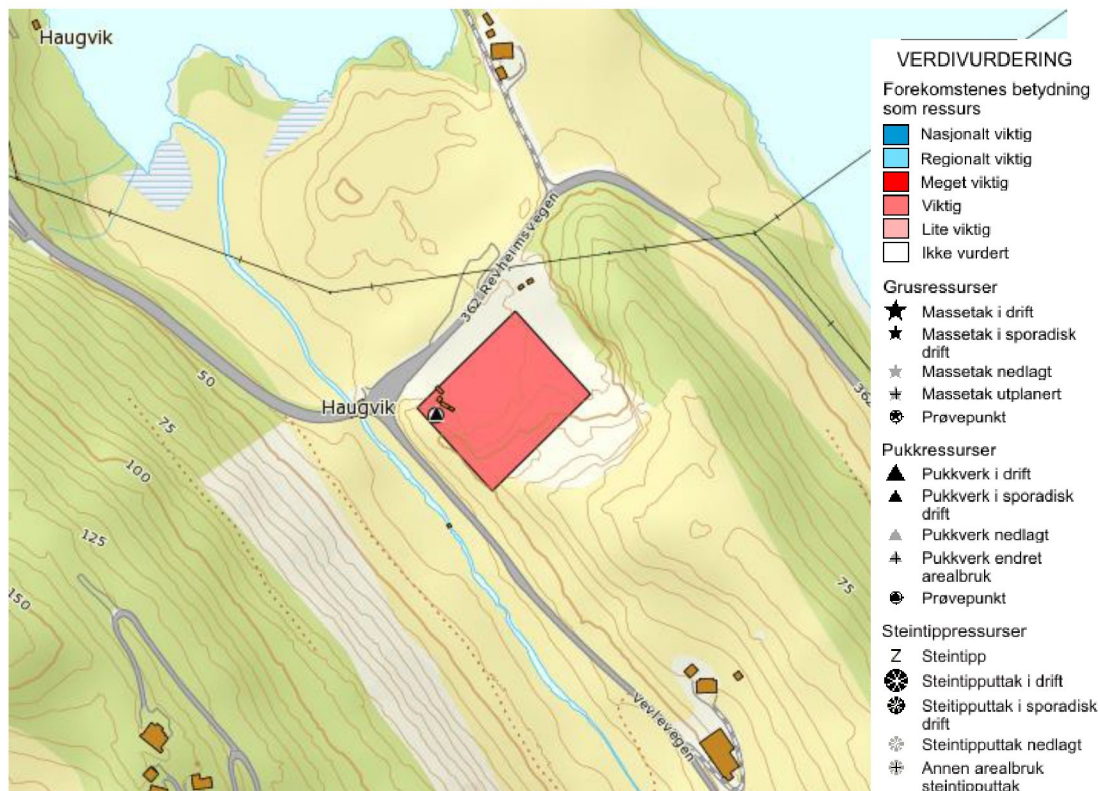 Haugvik
362 Revheimsvegen
362
50
Haugvik
75
100
125
150
75
Vevlevegen
VERDIVURDERING
Forekomstenes betydning
som ressurs
Nasjonalt viktig
Regionalt viktig
Meget viktig
Viktig
Lite viktig
Ikke vurdert
Grusressurser
Massetak i drift
Massetak i sporadisk
drift
Massetak nedlagt
Massetak utplanert
Prøvepunkt
Pukkressurser
Pukkverk i drift
Pukkverk i sporadisk
drift
Pukkverk nedlagt
Pukkverk endret
arealbruk
Prøvepunkt
Steintippressurser
Z Steintipp
Steintipputtak i drift
Steitipputtak i sporadisk
drift
Steintipputtak nedlagt
Annen arealbruk
steintipputtak